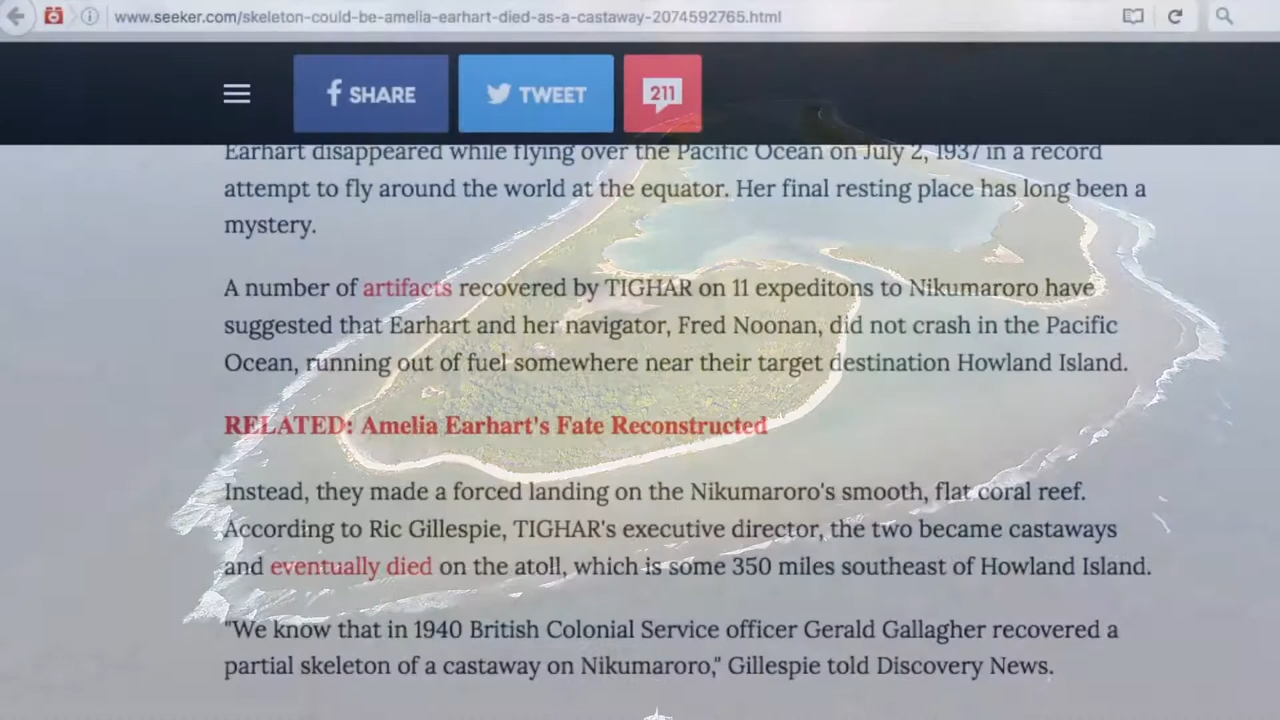 www.seeker.com/skeleton-could-be-amelia-earhart-died-as-a-castaway-2074592765.html
SHARE
TWEET
211
Earhart disappeared while flying over the Pacific Ocean on July 2, 1937 in a record
attempt to fly around the world at the equator. Her final resting place has long been a
mystery.
A number of artifacts recovered by TIGHAR on 11 expeditons to Nikumaroro have
suggested that Earhart and her navigator, Fred Noonan, did not crash in the Pacific
Ocean, running out of fuel somewhere near their target destination Howland Island.
RELATED: Amelia Earhart's Fate Reconstructed
Instead, they made a forced landing on the Nikumaroro's smooth, flat coral reef.
According to Ric Gillespie, TIGHAR's executive director, the two became castaways
and eventually died on the atoll, which is some 350 miles southeast of Howland Island.
"We know that in 1940 British Colonial Service officer Gerald Gallagher recovered a
partial skeleton of a castaway on Nikumaroro," Gillespie told Discovery News.